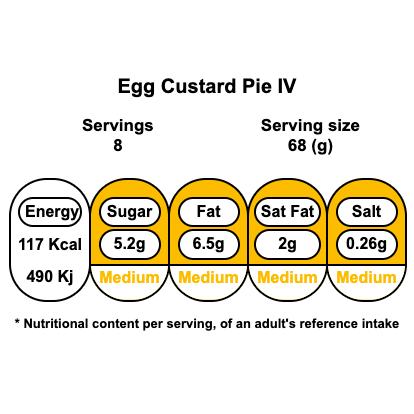 Egg Custard Pie IV
Servings Serving size
8 68 (g)
Energy Sugar Fat Sat Fat Salt
117 Kcal 5.2g 6.5g 2g 0.26g
490 Kj Medium Medium Medium Medium
* Nutritional content per serving, of an adult's reference intake